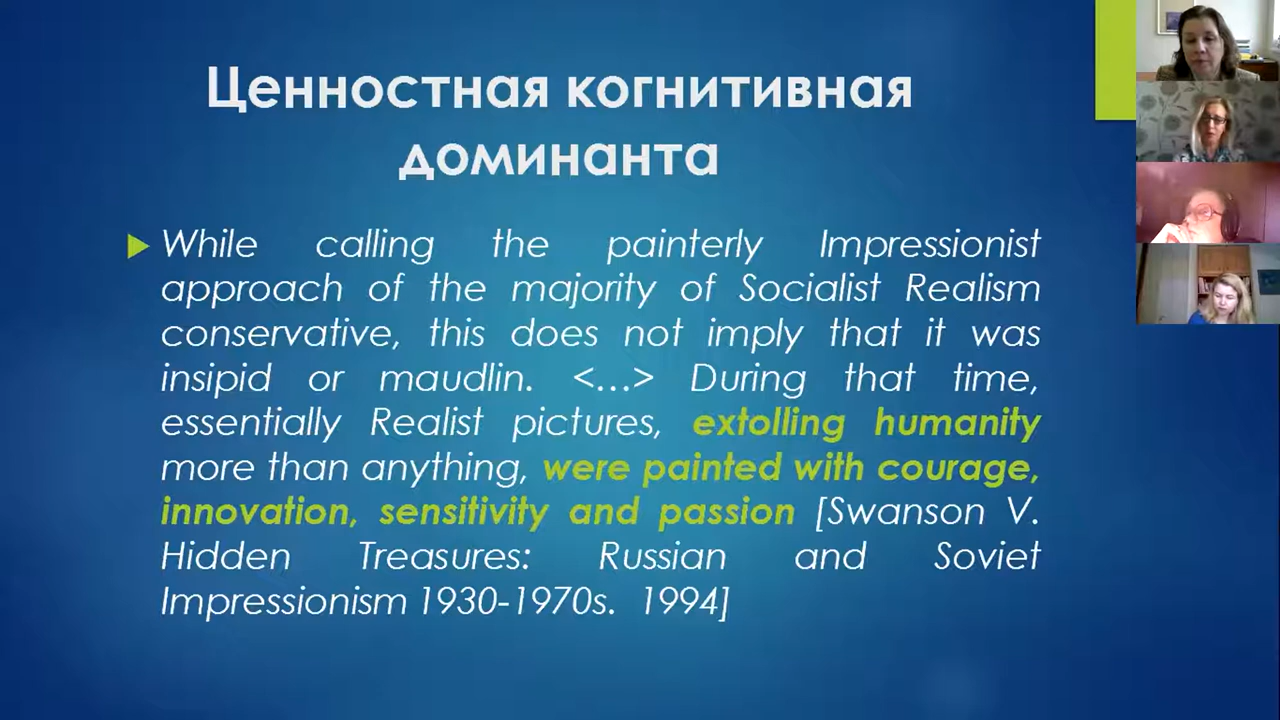 Ценностная когнитивная
доминанта
While calling the painterly Impressionist
approach of the majority of Socialist Realism
conservative, this does not imply that it was
insipid or maudlin. <…> During that time,
essentially Realist pictures, extolling humanity
more than anything, were painted with courage,
innovation, sensitivity and passion [Swanson V.
Hidden Treasures: Russian and Soviet
Impressionism 1930-1970s. 1994]